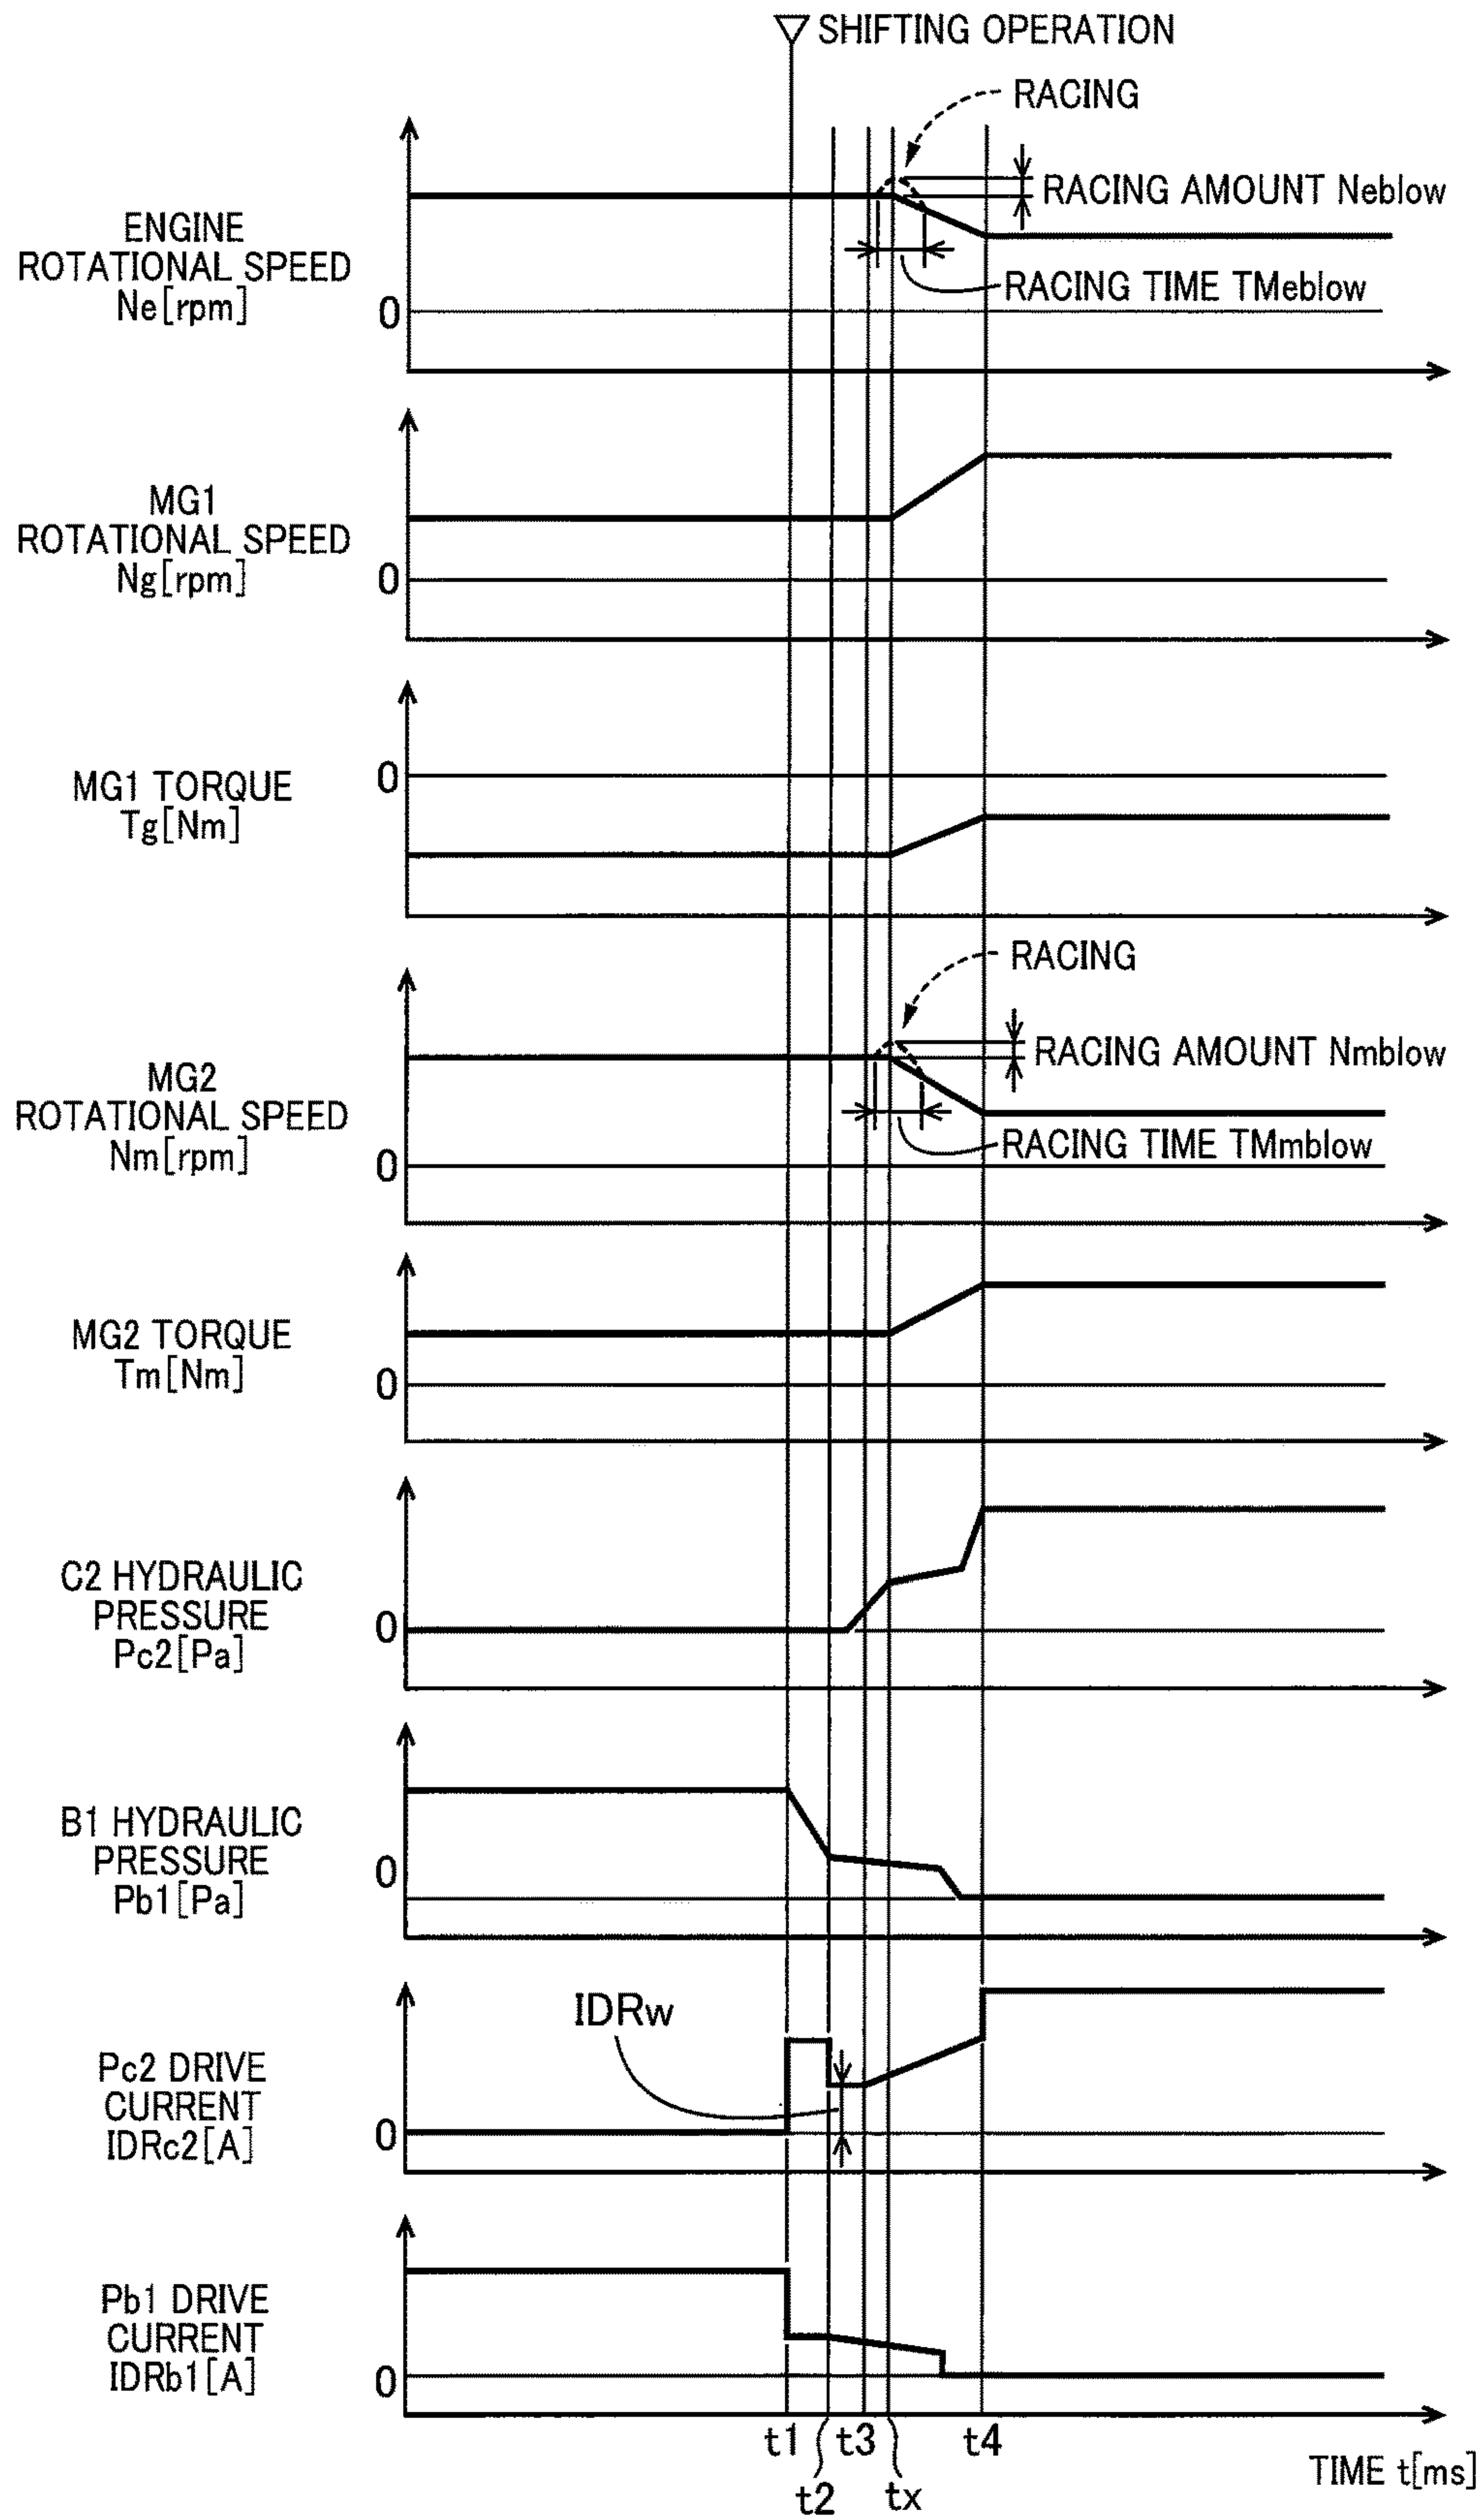 SHIFTING OPERATION
RACING
RACING AMOUNT Neblow
ENGINE
ROTATIONAL SPEED
Ne[rpm]
0
RACING TIME TMeblow
MG1
ROTATIONAL SPEED
Ng[rpm]
0
MG1 TORQUE
Tg[Nm]
0
RACING
RACING AMOUNT Nmblow
MG2
ROTATIONAL SPEED
Nm[rpm]
0
RACING TIME TMmblow
MG2 TORQUE
Tm[Nm]
0
C2 HYDRAULIC
PRESSURE
Pc2[Pa]
0
B1 HYDRAULIC
PRESSURE
Pb1[Pa]
0
IDRw
Pc2 DRIVE
CURRENT
IDRc2[A]
0
Pb1 DRIVE
CURRENT
IDRb1[A]
0
t1 t3 t4
t2 tx
TIME t[ms]